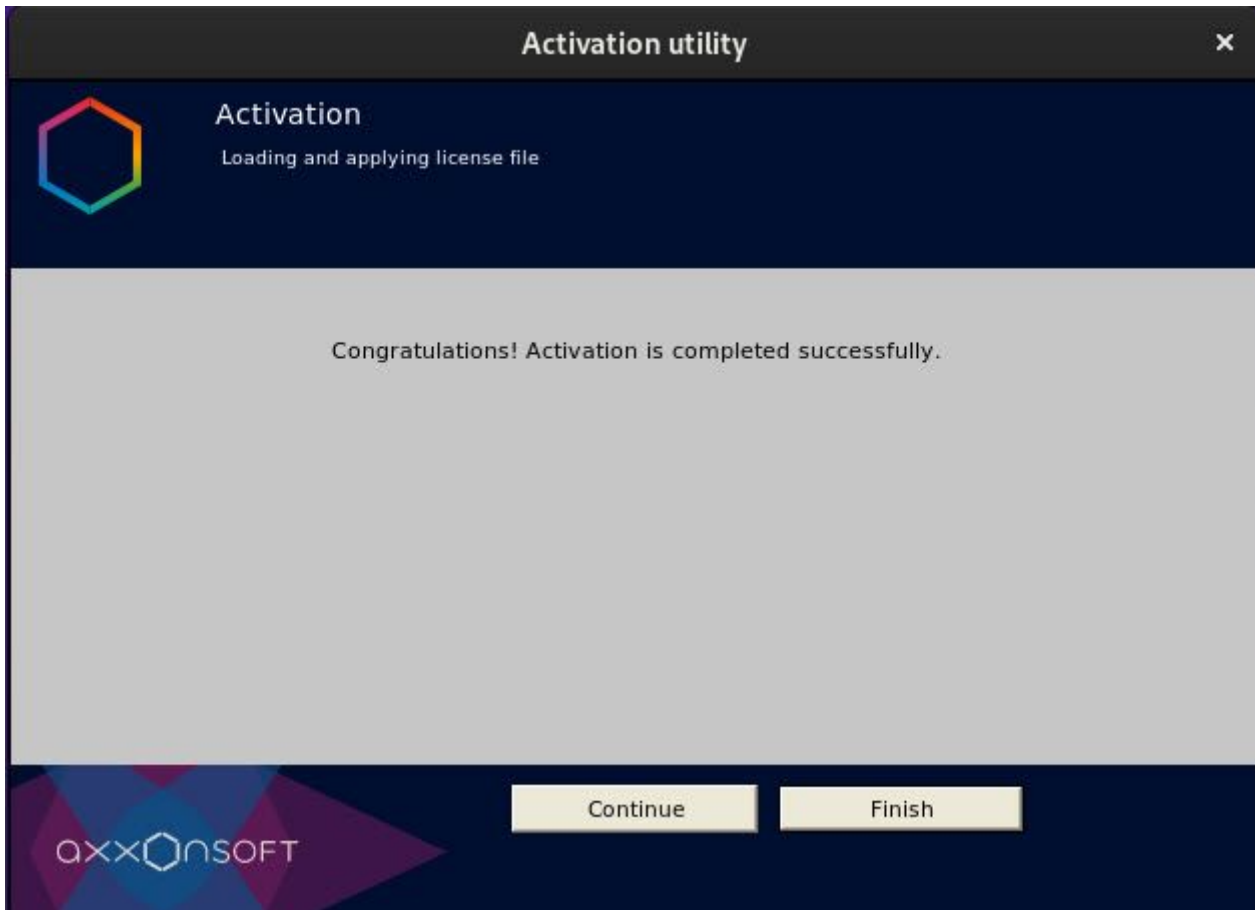 Activation utility
×
Activation
Loading and applying license file
Congratulations! Activation is completed successfully.
Continue
Finish
axxonsoft